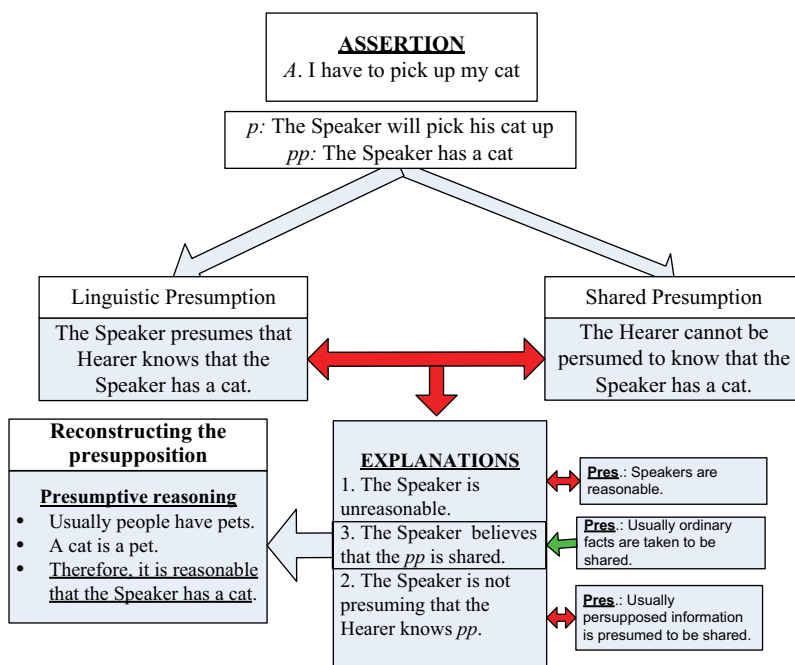 ASSERTION
A. I have to pick up my cat
p: The Speaker will pick his cat up
pp: The Speaker has a cat
Linguistic Presumption
The Speaker presumes that
Hearer knows that the
Speaker has a cat.
Shared Presumption
The Hearer cannot be
persumed to know that the
Speaker has a cat.
Reconstructing the
presupposition
Presumptive reasoning
• Usually people have pets.
• A cat is a pet.
• Therefore, it is reasonable
that the Speaker has a cat.
EXPLANATIONS
1. The Speaker is
unreasonable.
3. The Speaker believes
that the pp is shared.
2. The Speaker is not
presuming that the
Hearer knows pp.
Pres.: Speakers are
reasonable.
Pres.: Usually ordinary
facts are taken to be
shared.
Pres.: Usually
persupposed information
is presumed to be shared.